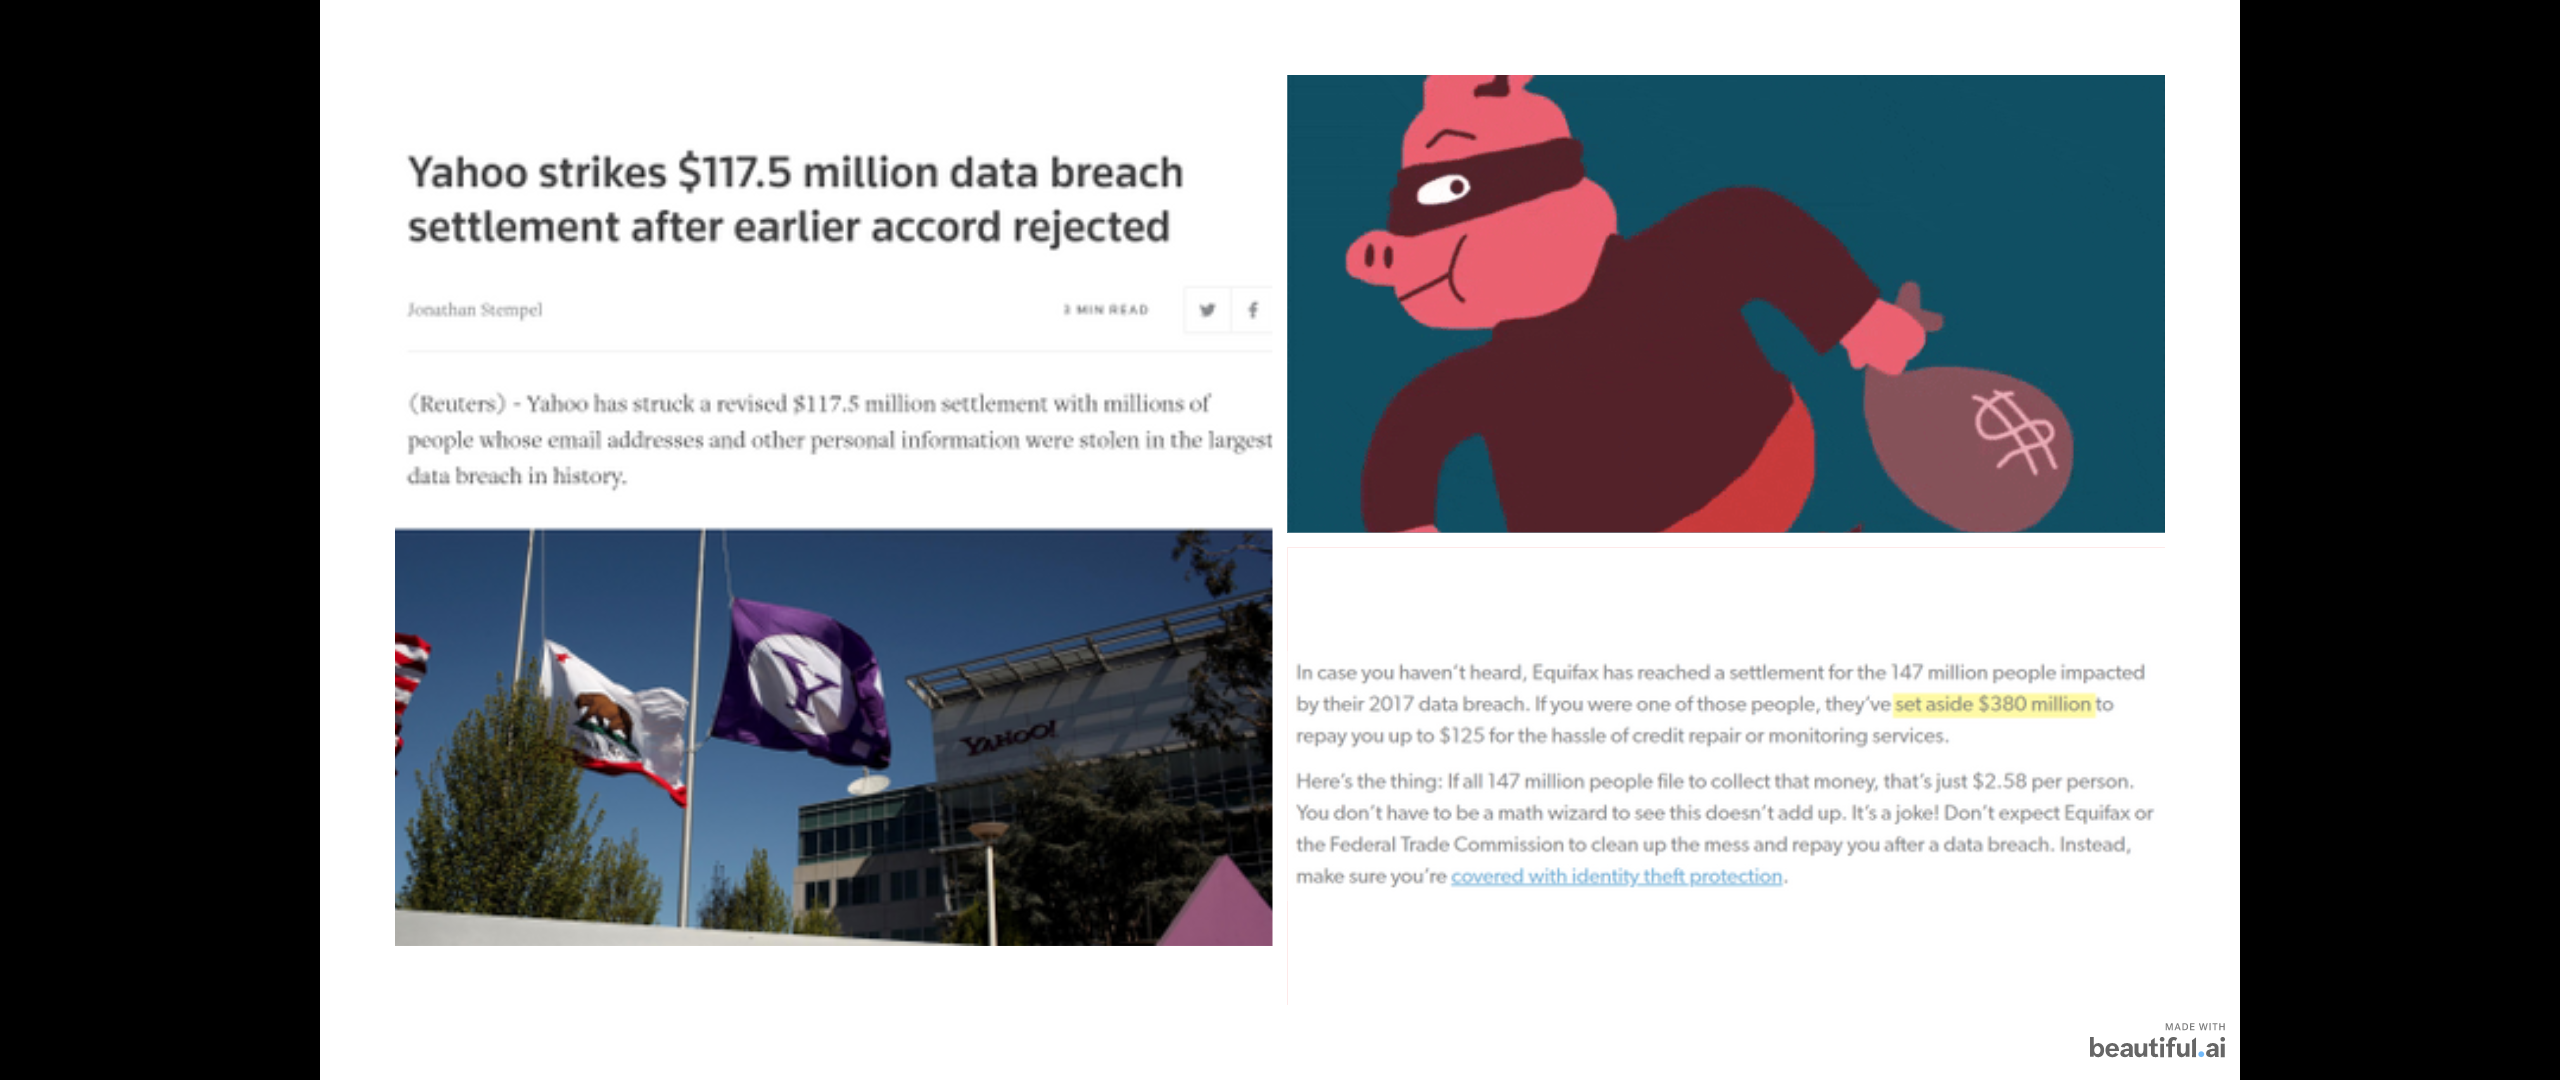 Yahoo strikes $117.5 million data breach
settlement after earlier accord rejected
Jonathan Stempel
3 MIN READ
(Reuters) - Yahoo has struck a revised $117.5 million settlement with millions of
people whose email addresses and other personal information were stolen in the largest
data breach in history.
Y
YAHOO!
In case you haven't heard, Equifax has reached a settlement for the 147 million people impacted
by their 2017 data breach. If you were one of those people, they've set aside $380 million to
repay you up to $125 for the hassle of credit repair or monitoring services.
Here's the thing: If all 147 million people file to collect that money, that's just $2.58 per person.
You don't have to be a math wizard to see this doesn't add up. It's a joke! Don't expect Equifax or
the Federal Trade Commission to clean up the mess and repay you after a data breach. Instead,
make sure you're covered with identity theft protection.
$
MADE WITH
beautiful.ai